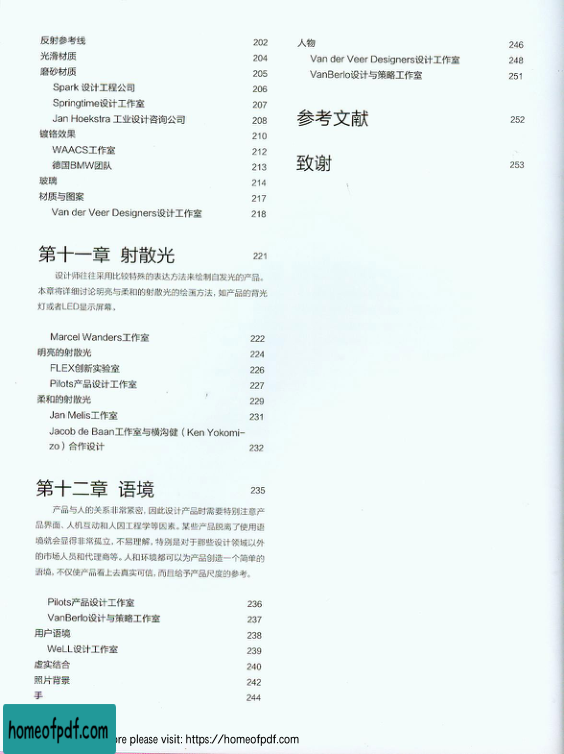 反射参考线 202
光滑材质 204
磨砂材质 205
Spark 设计工程公司 206
Springtime设计工作室 207
Jan Hoekstra 工业设计咨询公司 208
镀铬效果 210
WAACS工作室 212
德国BMW团队 213
玻璃 214
材质与图案 217
Van der Veer Designers设计工作室 218
第十一章 射散光 221
设计师往往采用比较特殊的表达方法来绘制自发光的产品。
本章将详细讨论明亮与柔和的射散光的绘画方法，如产品的背光
灯或者LED显示屏幕。
Marcel Wanders工作室 222
明亮的射散光 224
FLEX创新实验室 226
Pilots产品设计工作室 227
柔和的射散光 229
Jan Melis工作室 231
Jacob de Baan工作室与横沟健（Ken Yokomi-
zo）合作设计 232
第十二章 语境 235
产品与人的关系非常紧密，因此设计产品时需要特别注意产
品界面、人机互动和人因工程学等因素。某些产品脱离了使用语
境就会显得非常孤立，不易理解，特别是对于那些设计领域以外
的市场人员和代理商等。人和环境都可以为产品创造一个简单的
语境，不仅使产品看上去真实可信，而且给予产品尺度的参考。
Pilots产品设计工作室 236
VanBerlo设计与策略工作室 237
用户语境 238
WeLL设计工作室 239
虚实结合 240
照片背景 242
手 244
人物 246
Van der Veer Designers设计工作室 248
VanBerlo设计与策略工作室 251
参考文献 252
致谢 253
homeofpdf.com
ore please visit: https://homeofpdf.com